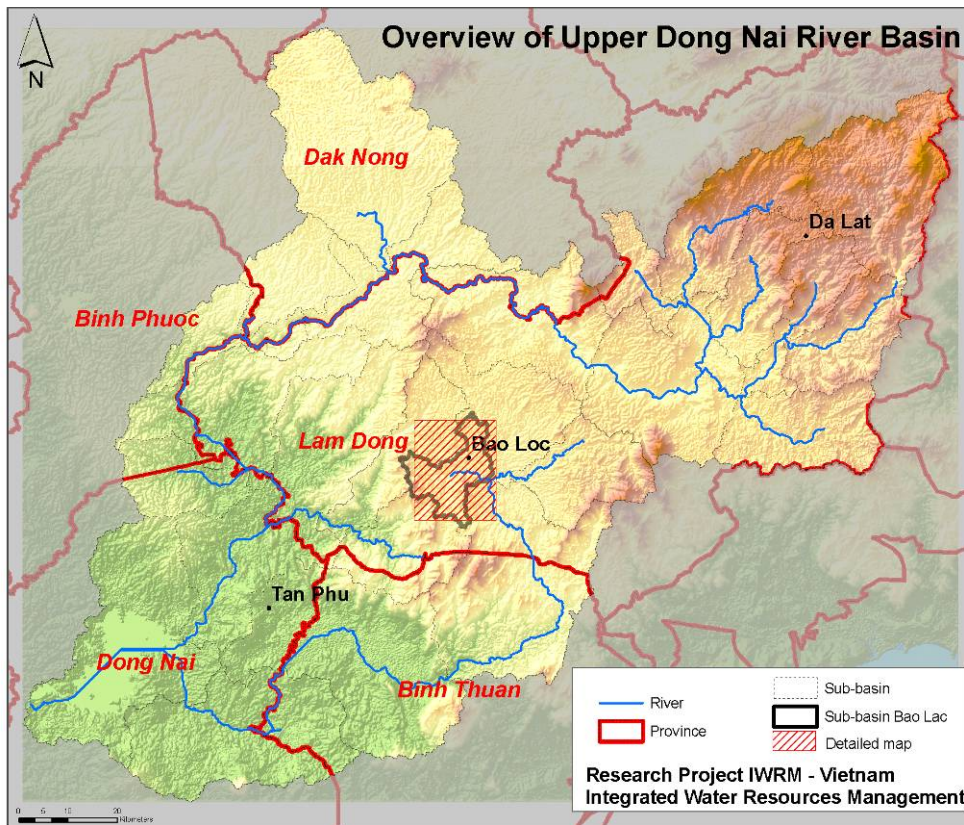 Overview of Upper Dong Nai River Basin
N
Dak Nong
Da Lat
Binh Phuoc
Lam Dong
Bao Loc
Tan Phu
Dong Nai
Binh Thuan
River
Province
Sub-basin
Sub-basin Bao Lac
Detailed map
Research Project IWRM - Vietnam
Integrated Water Resources Management
0 5 10 20
Kilometers